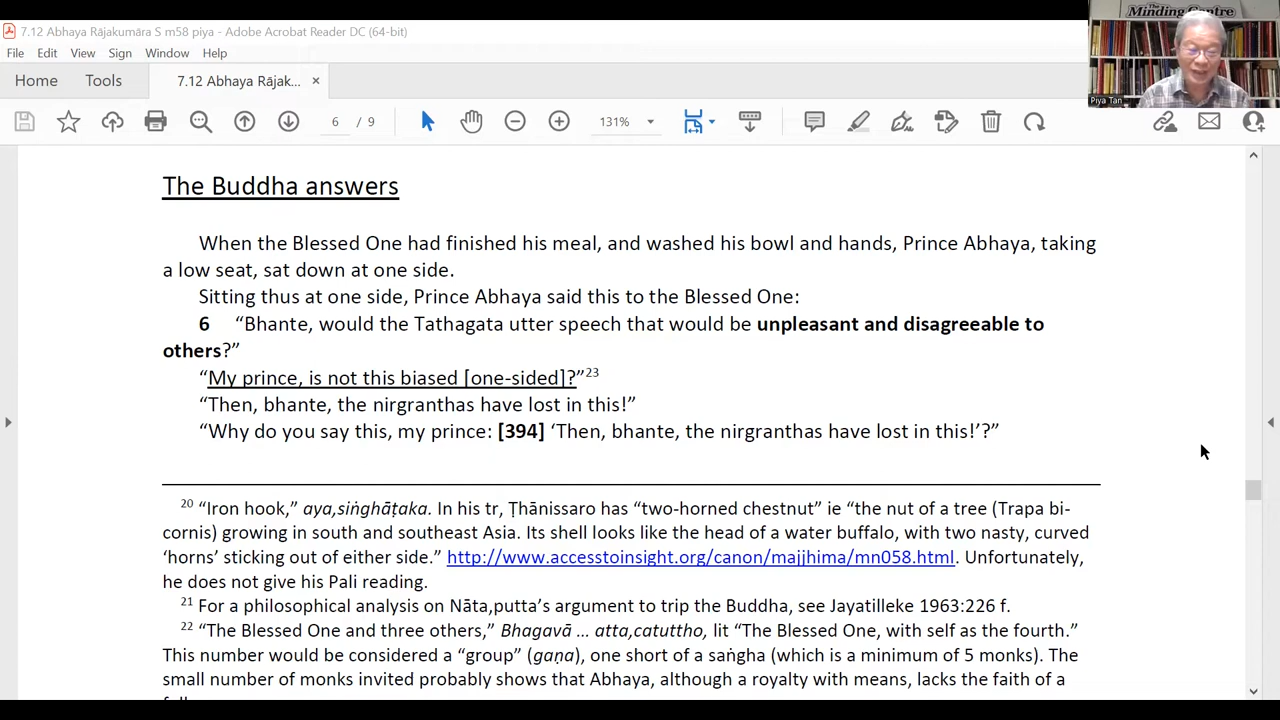 7.12 Abhaya Rājakumāra S m58 piya - Adobe Acrobat Reader DC (64-bit)
The Minding Centre
File Edit View Sign Window Help
Home Tools 7.12 Abhaya Rājak... ×
Piya Tan
6 / 9 131%
The Buddha answers
When the Blessed One had finished his meal, and washed his bowl and hands, Prince Abhaya, taking
a low seat, sat down at one side.
Sitting thus at one side, Prince Abhaya said this to the Blessed One:
6 “Bhante, would the Tathagata utter speech that would be unpleasant and disagreeable to
others?”
“My prince, is not this biased [one-sided]?”23
“Then, bhante, the nirgranthas have lost in this!”
“Why do you say this, my prince: [394] ‘Then, bhante, the nirgranthas have lost in this!’?”
20 “Iron hook,” aya,siṅghāṭaka. In his tr, Ṭhānissaro has “two-horned chestnut” ie “the nut of a tree (Trapa bi-
cornis) growing in south and southeast Asia. Its shell looks like the head of a water buffalo, with two nasty, curved
‘horns’ sticking out of either side.” http://www.accesstoinsight.org/canon/majjhima/mn058.html. Unfortunately,
he does not give his Pali reading.
21 For a philosophical analysis on Nāta,putta’s argument to trip the Buddha, see Jayatilleke 1963:226 f.
22 “The Blessed One and three others,” Bhagavā ... atta,catuttho, lit “The Blessed One, with self as the fourth.”
This number would be considered a “group” (gaṇa), one short of a saṅgha (which is a minimum of 5 monks). The
small number of monks invited probably shows that Abhaya, although a royalty with means, lacks the faith of a